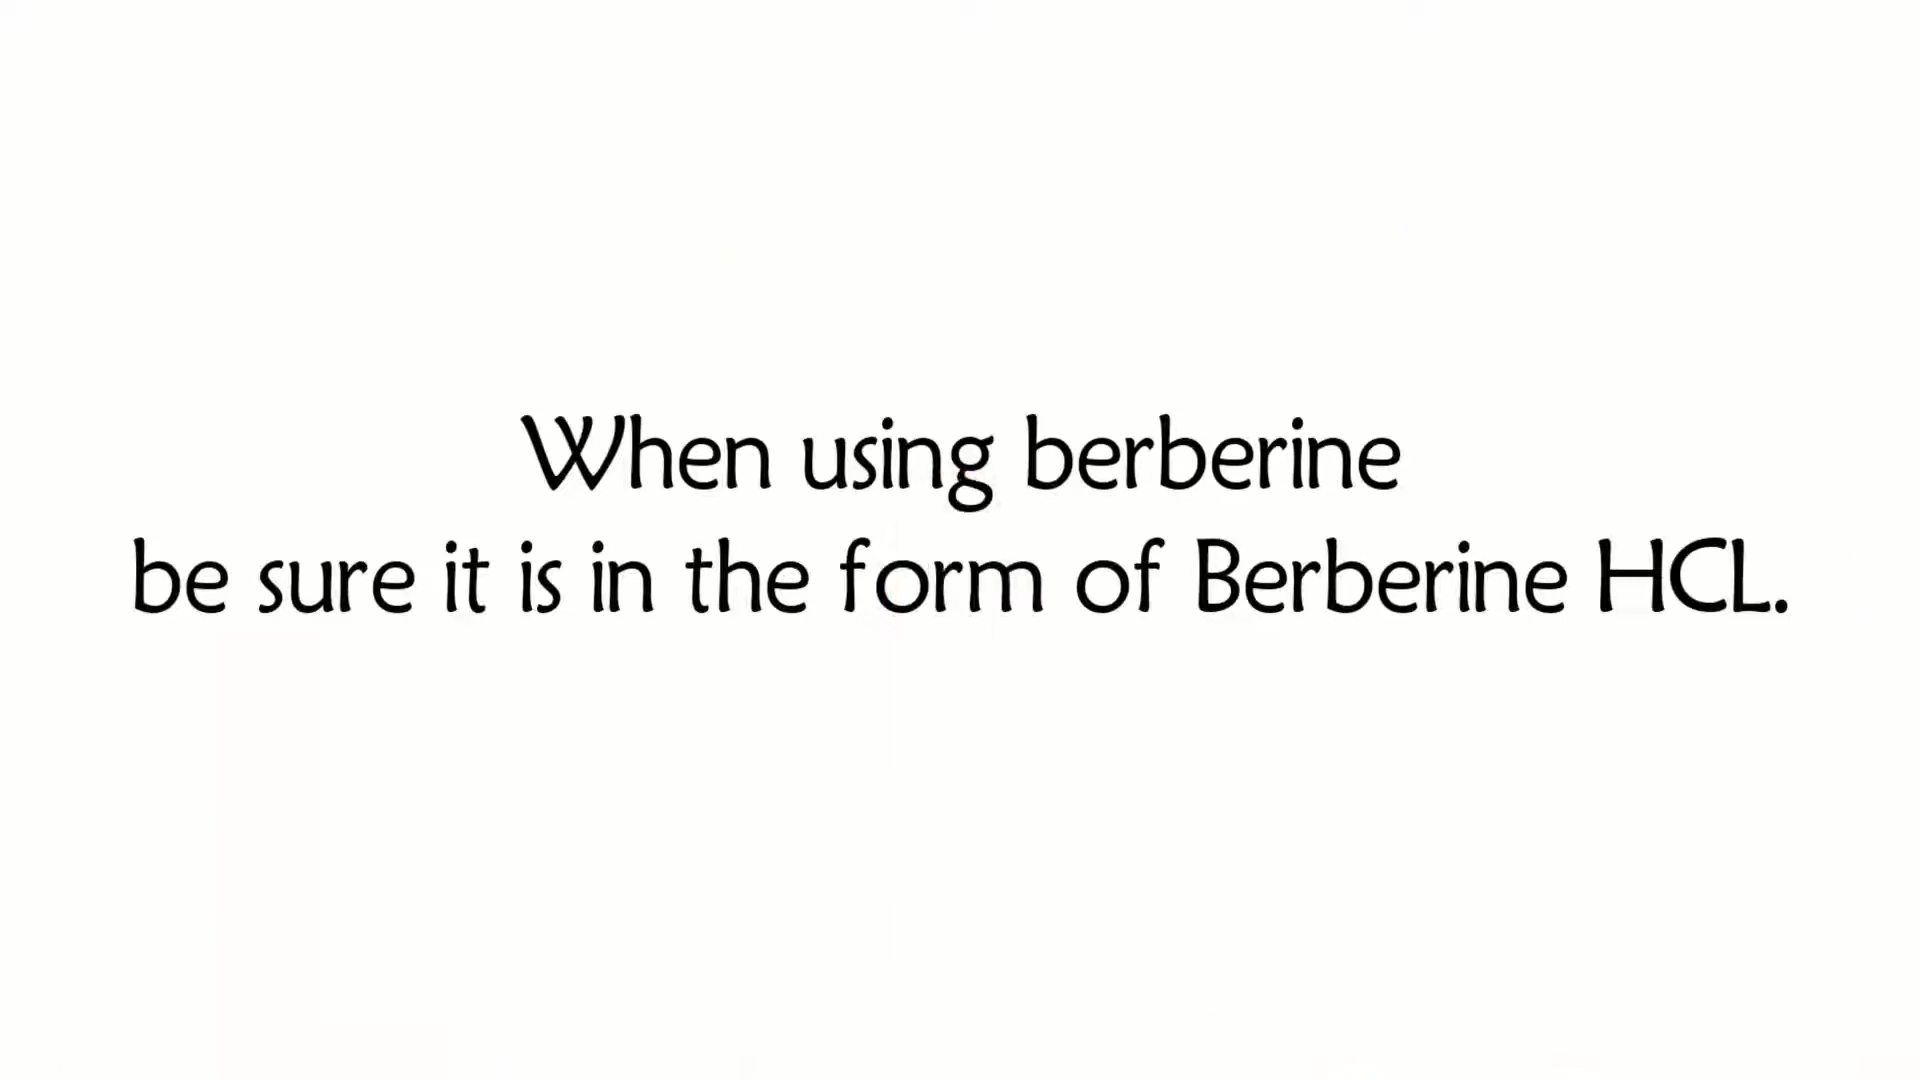 When using berberine
be sure it is in the form of Berberine HCL.